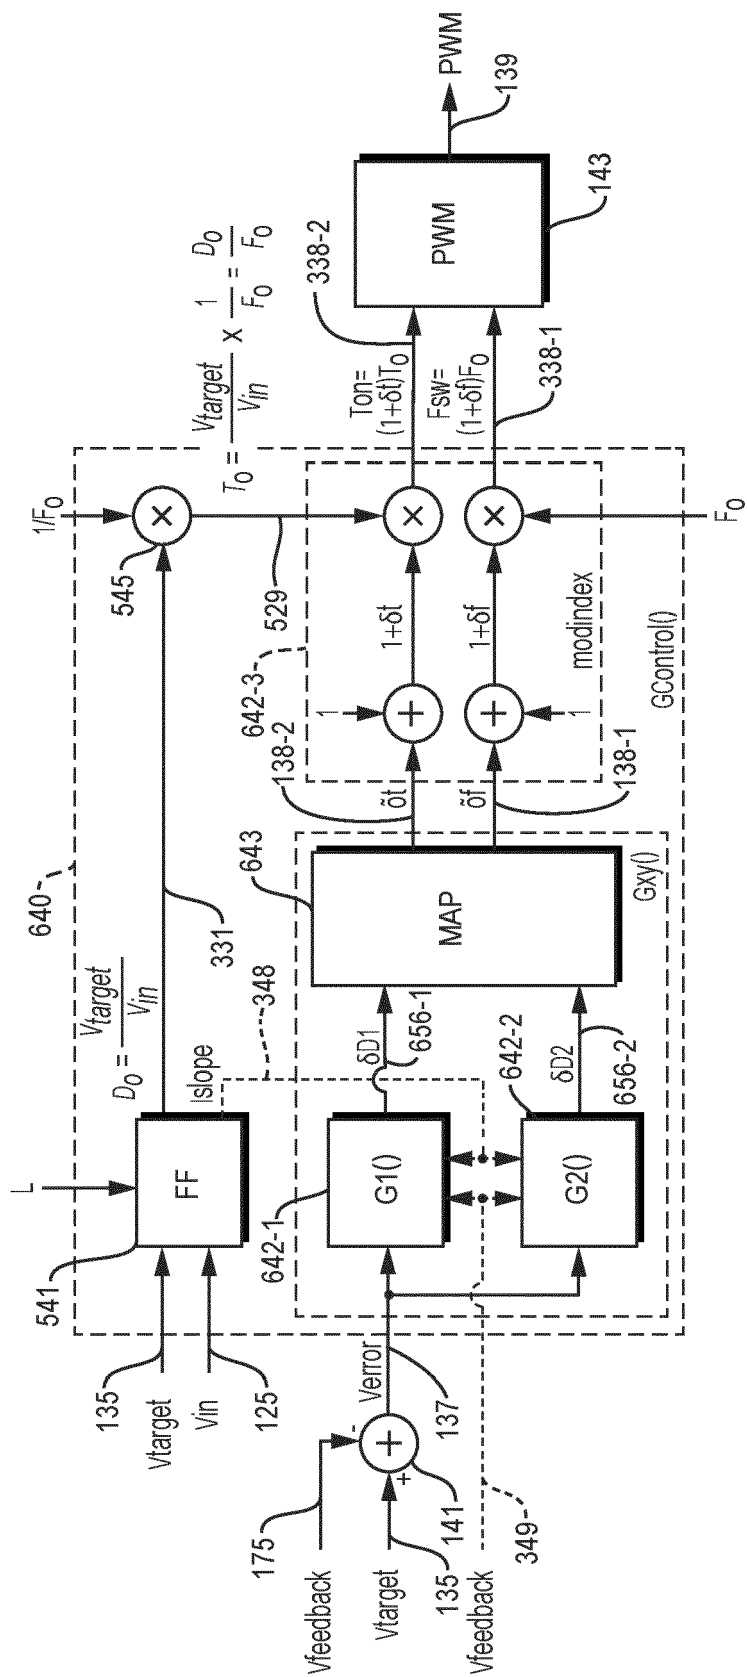 Vfeedback
175
Vtarget
135
Vfeedback
349
-
+
+
141
Verror
137
Vtarget
135
Vin
125
541
L
FF
Islope
348
D0 = Vtarget / Vin
331
640
642-1
G1()
G2()
642-2
δD1
656-1
δD2
656-2
643
MAP
Gxy()
õt
138-2
õf
138-1
1
+
+
1
642-3
1+δt
1+δf
modindex
GControl()
1/F0
545
×
529
×
×
F0
T0 = Vtarget / Vin x 1 / F0 = D0 / F0
Ton=
(1+δt)T0
338-2
Fsw=
(1+δf)F0
338-1
PWM
143
139
PWM